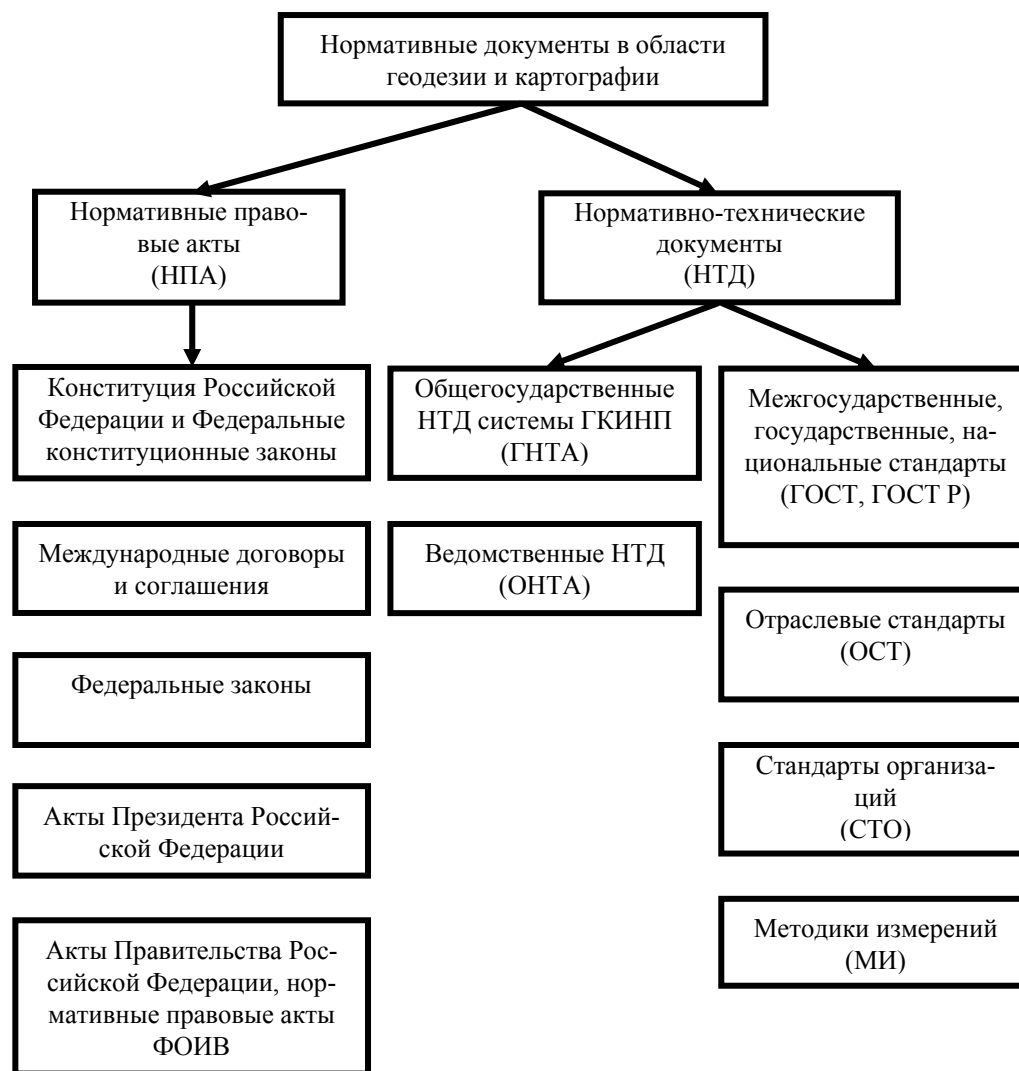 Нормативные документы в области
геодезии и картографии
Нормативные право-
вые акты
(НПА)
Нормативно-технические
документы
(НТД)
Конституция Российской
Федерации и Федеральные
конституционные законы
Международные договоры
и соглашения
Федеральные законы
Акты Президента Россий-
ской Федерации
Акты Правительства Рос-
сийской Федерации, нор-
мативные правовые акты
ФОИВ
Общегосударственные
НТД системы ГКИНП
(ГНТА)
Ведомственные НТД
(ОНТА)
Межгосударственные,
государственные, на-
циональные стандарты
(ГОСТ, ГОСТ Р)
Отраслевые стандарты
(ОСТ)
Стандарты организа-
ций
(СТО)
Методики измерений
(МИ)